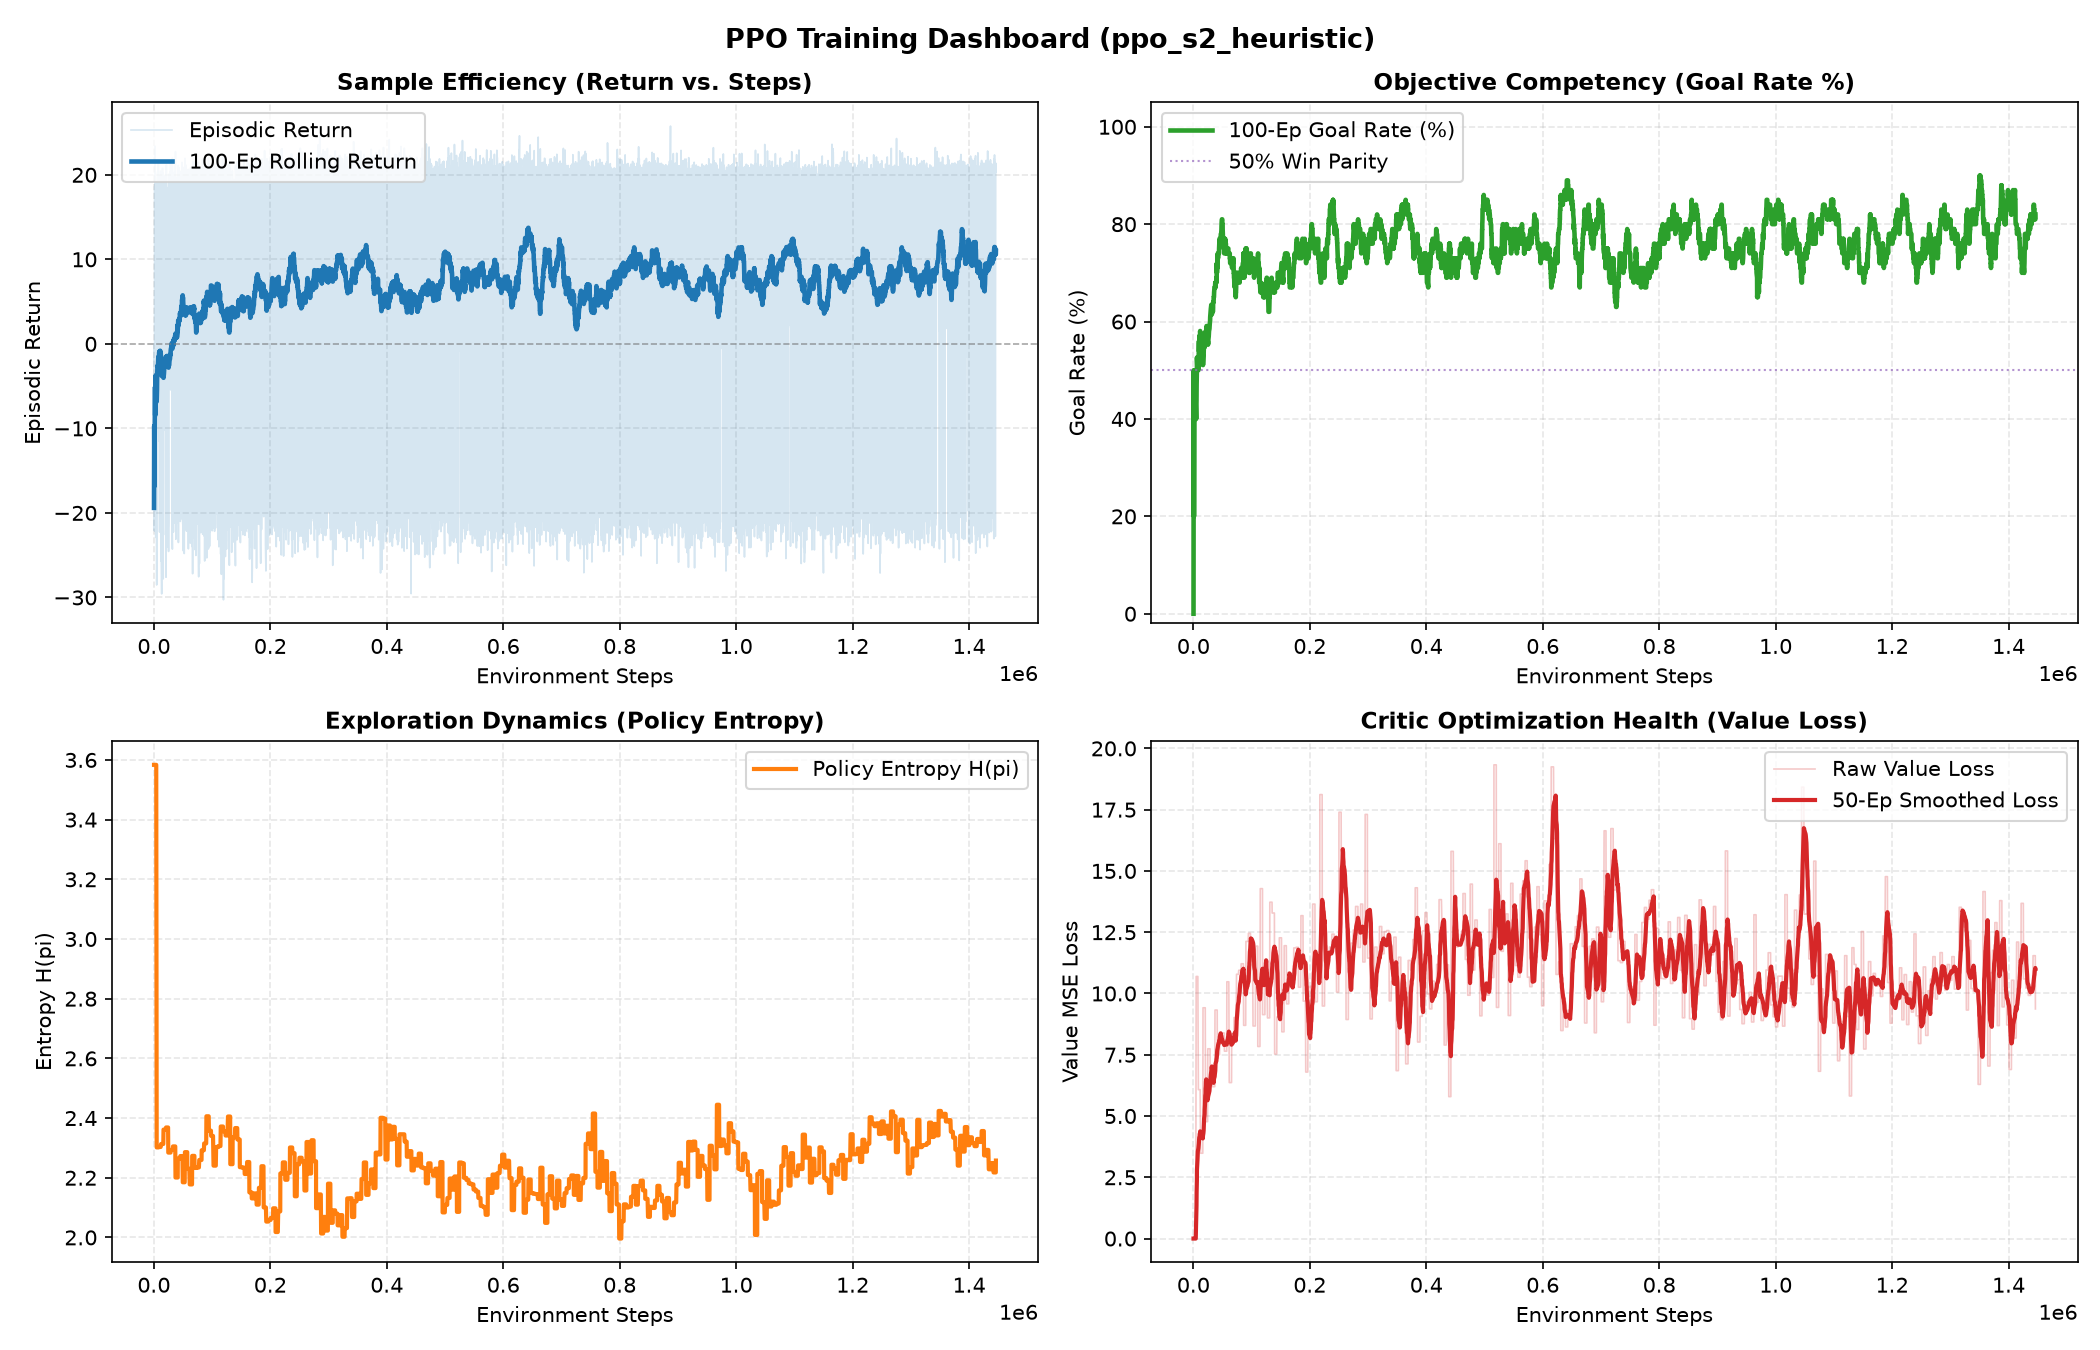 PPO Training Dashboard (ppo_s2_heuristic)
Sample Efficiency (Return vs. Steps)
Episodic Return
100-Ep Rolling Return
20
10
0
−10
−20
−30
Episodic Return
0.0 0.2 0.4 0.6 0.8 1.0 1.2 1.4
1e6
Environment Steps
Objective Competency (Goal Rate %)
100-Ep Goal Rate (%)
50% Win Parity
100
80
60
40
20
0
Goal Rate (%)
0.0 0.2 0.4 0.6 0.8 1.0 1.2 1.4
1e6
Environment Steps
Exploration Dynamics (Policy Entropy)
Policy Entropy H(pi)
3.6
3.4
3.2
3.0
2.8
2.6
2.4
2.2
2.0
Entropy H(pi)
0.0 0.2 0.4 0.6 0.8 1.0 1.2 1.4
1e6
Environment Steps
Critic Optimization Health (Value Loss)
Raw Value Loss
50-Ep Smoothed Loss
20.0
17.5
15.0
12.5
10.0
7.5
5.0
2.5
0.0
Value MSE Loss
0.0 0.2 0.4 0.6 0.8 1.0 1.2 1.4
1e6
Environment Steps